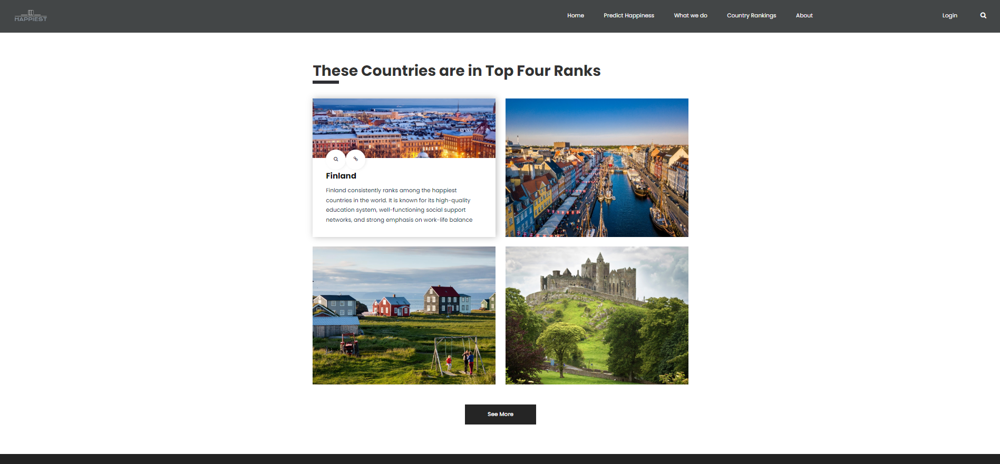 HAPPIEST
Home Predict Happiness What we do Country Rankings About Login
These Countries are in Top Four Ranks
Finland
Finland consistently ranks among the happiest
countries in the world. It is known for its high-quality
education system, well-functioning social support
networks, and strong emphasis on work-life balance
See More